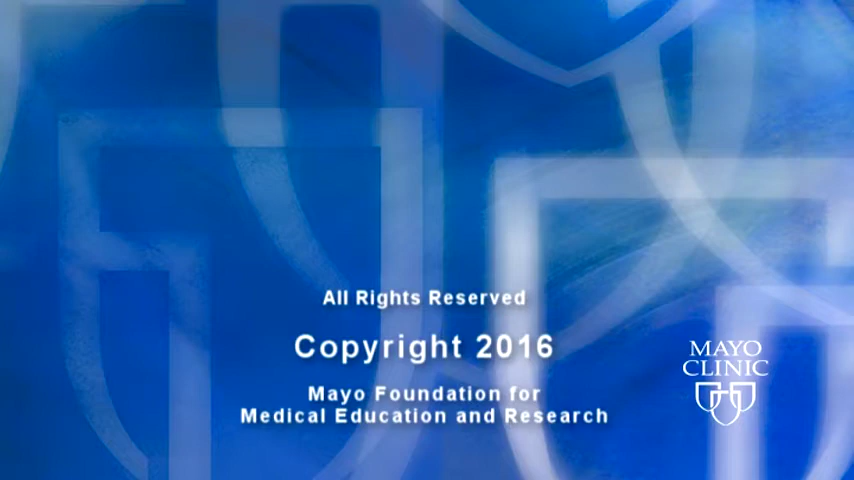 All Rights Reserved
Copyright 2016
Mayo Foundation for
Medical Education and Research
MAYO
CLINIC